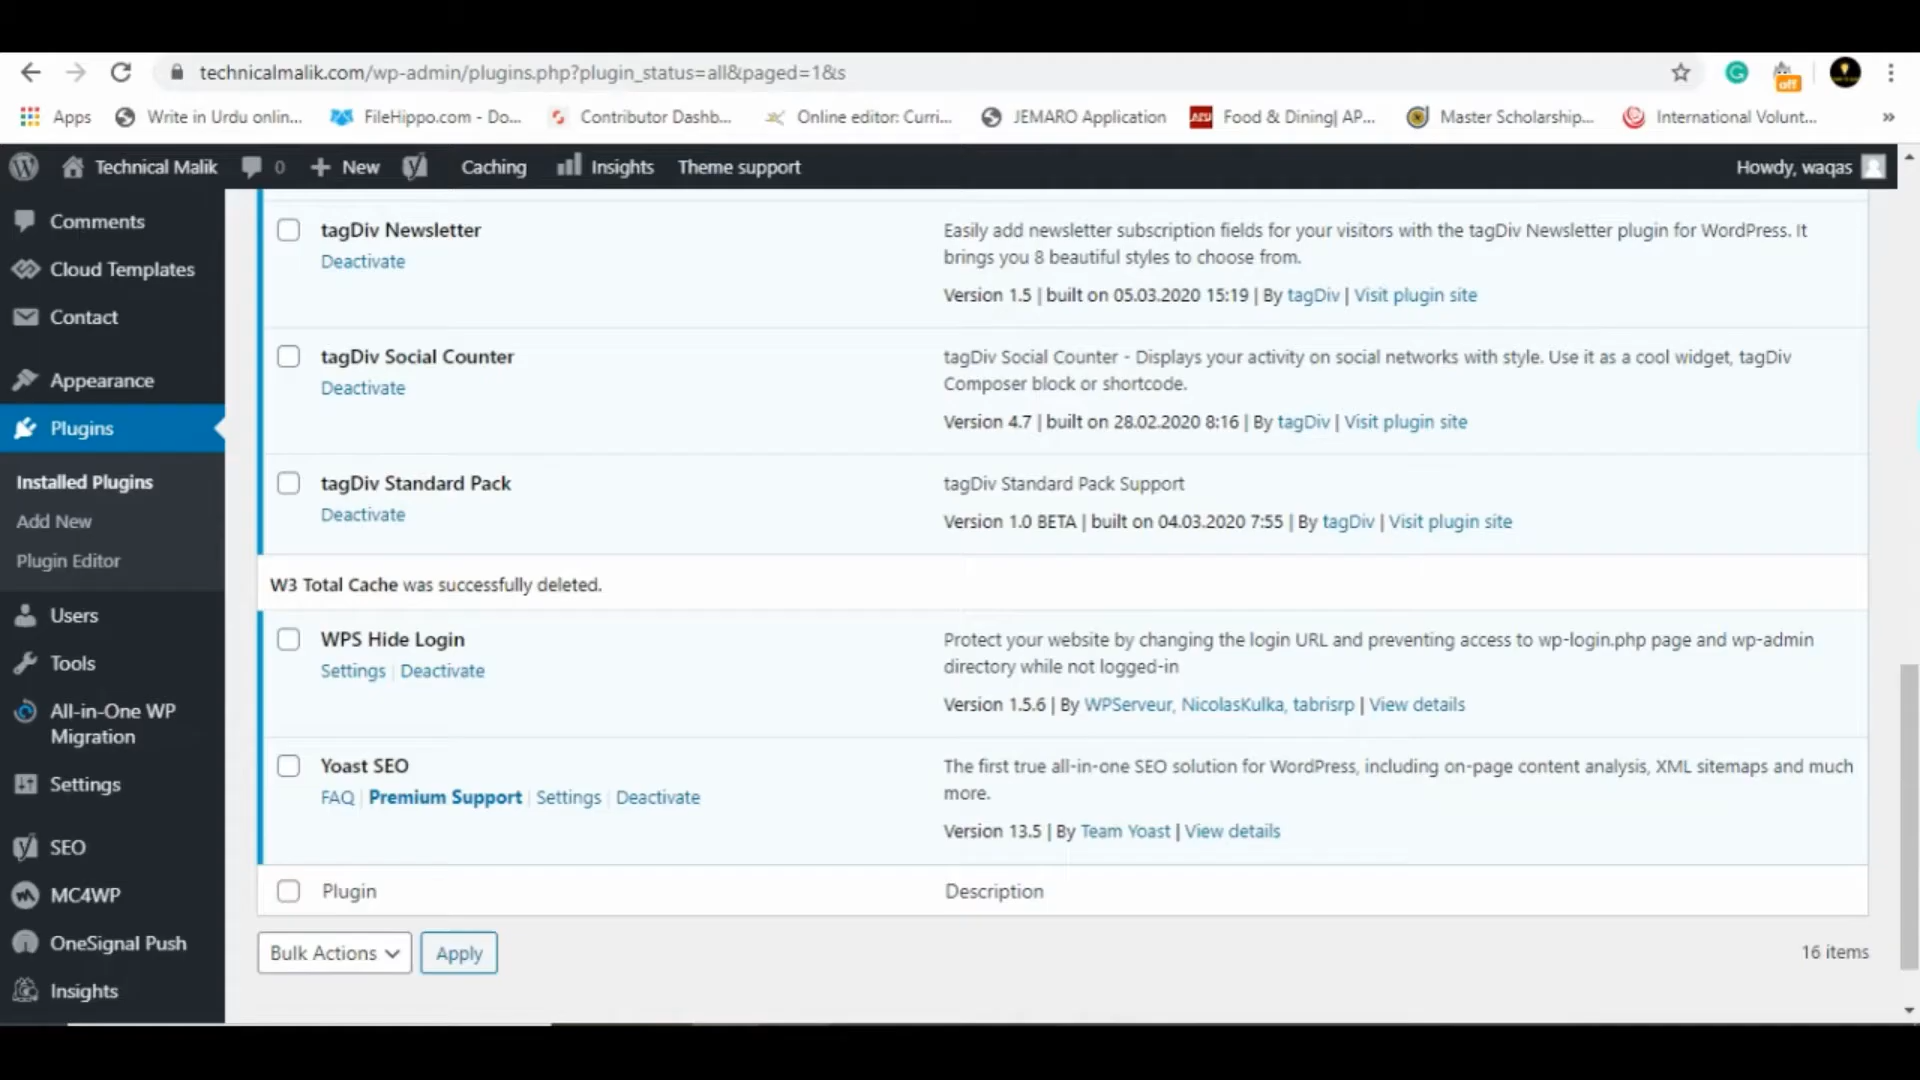 technicalmalik.com/wp-admin/plugins.php?plugin_status=all&paged=1&s
off
Apps Write in Urdu onlin... FileHippo.com - Do... Contributor Dashb... Online editor: Curri... JEMARO Application Food & Dining| AP... Master Scholarship... International Volunt... »
Technical Malik 0 + New Caching Insights Theme support Howdy, waqas
Comments
Cloud Templates
Contact
Appearance
Plugins
Installed Plugins
Add New
Plugin Editor
Users
Tools
All-in-One WP
Migration
Settings
SEO
MC4WP
OneSignal Push
Insights
tagDiv Newsletter
Deactivate
Easily add newsletter subscription fields for your visitors with the tagDiv Newsletter plugin for WordPress. It
brings you 8 beautiful styles to choose from.
Version 1.5 | built on 05.03.2020 15:19 | By tagDiv | Visit plugin site
tagDiv Social Counter
Deactivate
tagDiv Social Counter - Displays your activity on social networks with style. Use it as a cool widget, tagDiv
Composer block or shortcode.
Version 4.7 | built on 28.02.2020 8:16 | By tagDiv | Visit plugin site
tagDiv Standard Pack
Deactivate
tagDiv Standard Pack Support
Version 1.0 BETA | built on 04.03.2020 7:55 | By tagDiv | Visit plugin site
W3 Total Cache was successfully deleted.
WPS Hide Login
Settings | Deactivate
Protect your website by changing the login URL and preventing access to wp-login.php page and wp-admin
directory while not logged-in
Version 1.5.6 | By WPServeur, NicolasKulka, tabrisrp | View details
Yoast SEO
FAQ | Premium Support | Settings | Deactivate
The first true all-in-one SEO solution for WordPress, including on-page content analysis, XML sitemaps and much
more.
Version 13.5 | By Team Yoast | View details
Plugin Description
Bulk Actions Apply 16 items